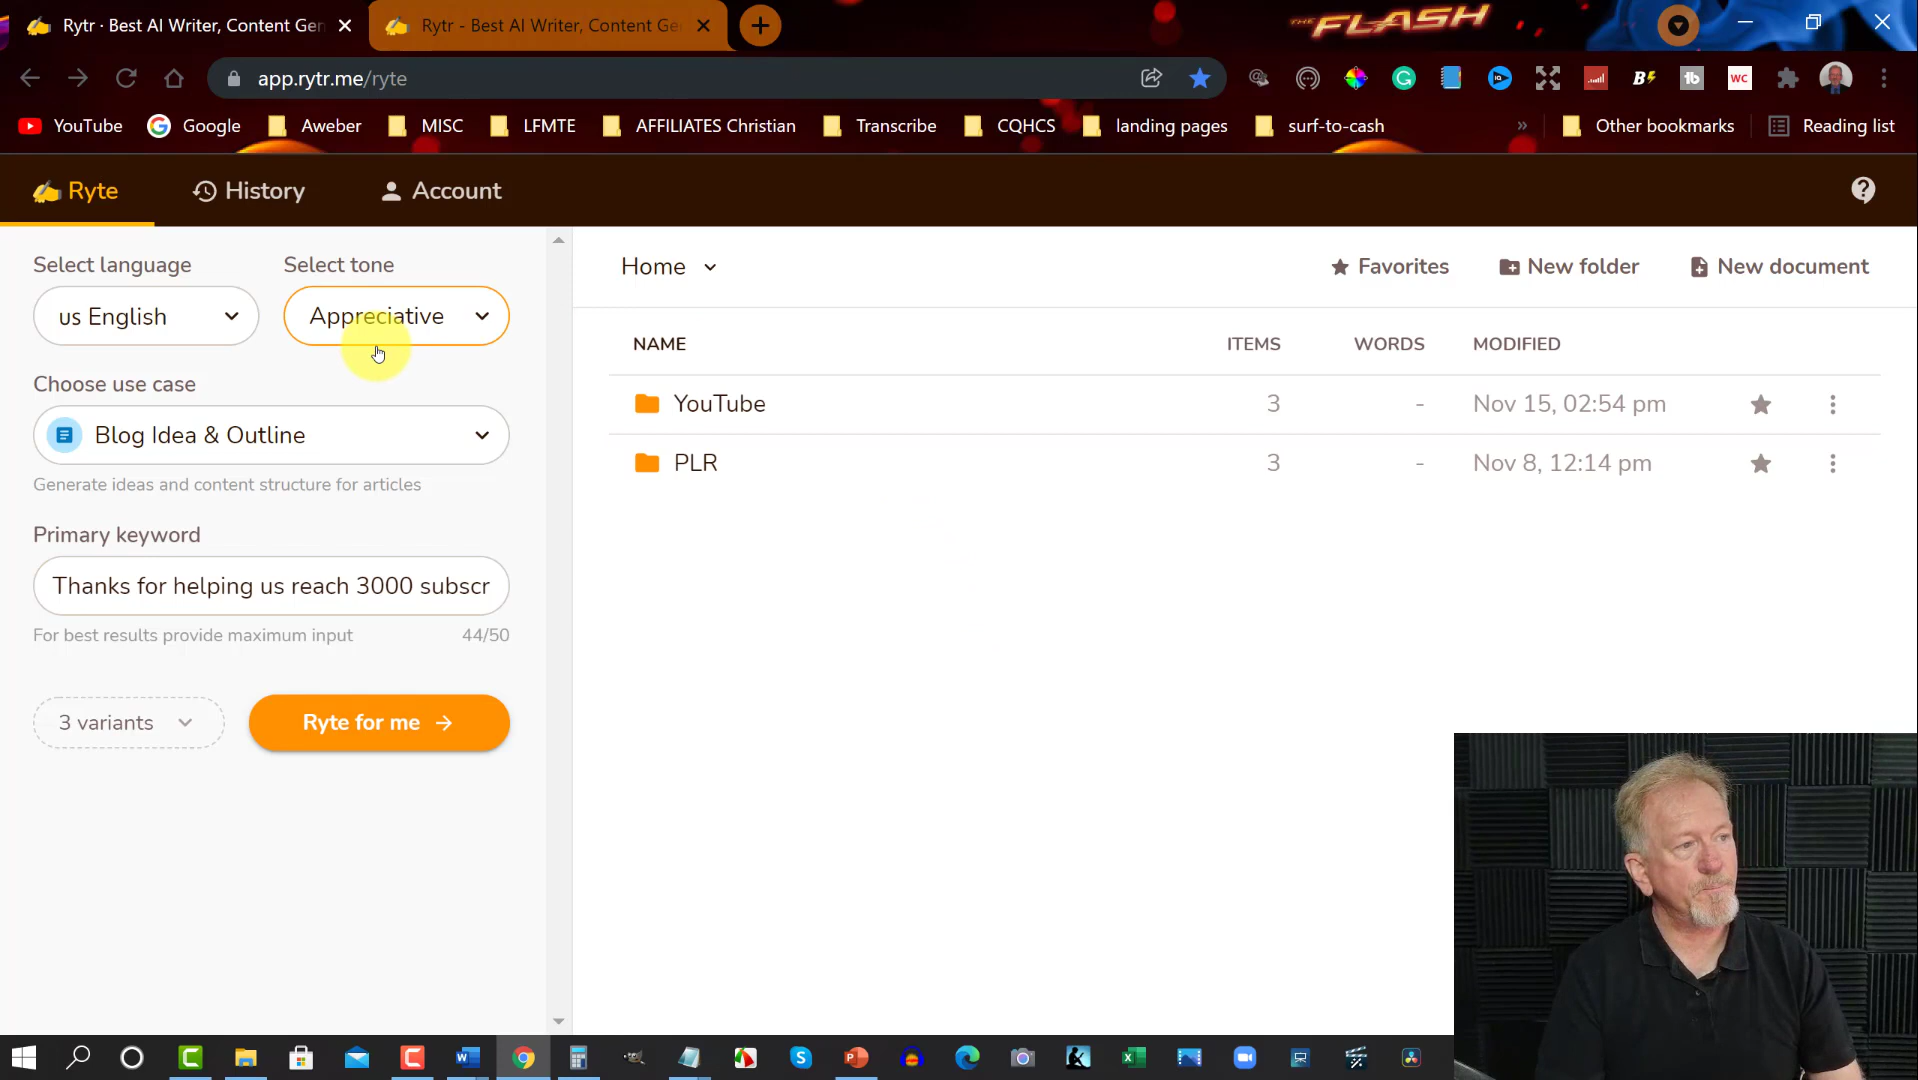 Rytr · Best AI Writer, Content Gen
Rytr - Best AI Writer, Content Ge
THE FLASH
app.rytr.me/ryte
YouTube
Google
Aweber
MISC
LFMTE
AFFILIATES Christian
Transcribe
CQHCS
landing pages
surf-to-cash
»
Other bookmarks
Reading list
Ryte
History
Account
Select language
Select tone
us English
Appreciative
Choose use case
Blog Idea & Outline
Generate ideas and content structure for articles
Primary keyword
Thanks for helping us reach 3000 subscr
For best results provide maximum input
44/50
3 variants
Ryte for me →
Home
Favorites
New folder
New document
NAME
ITEMS
WORDS
MODIFIED
YouTube
3
-
Nov 15, 02:54 pm
PLR
3
-
Nov 8, 12:14 pm